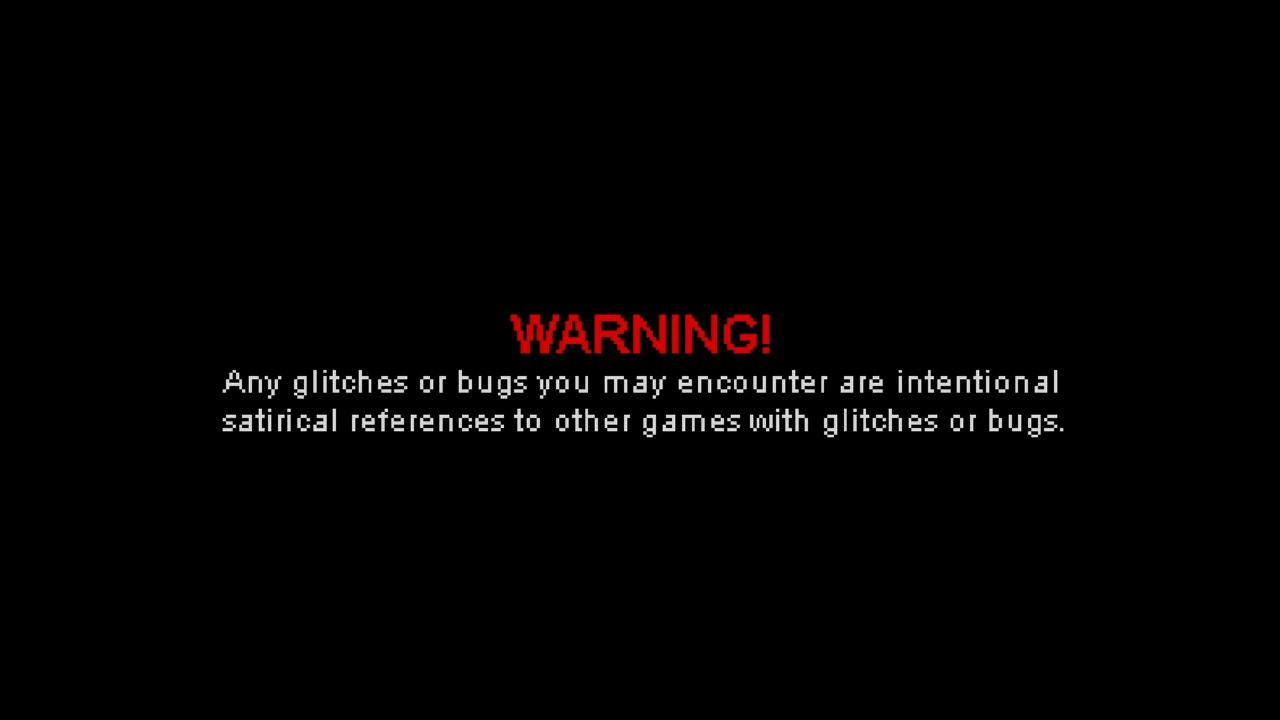 WARNING!
Any glitches or bugs you may encounter are intentional
satirical references to other games with glitches or bugs.